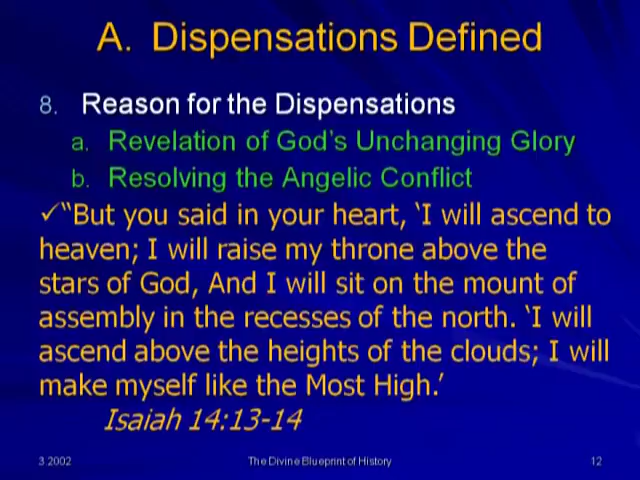 A. Dispensations Defined
8. Reason for the Dispensations
a. Revelation of God's Unchanging Glory
b. Resolving the Angelic Conflict
✓“But you said in your heart, ‘I will ascend to
heaven; I will raise my throne above the
stars of God, And I will sit on the mount of
assembly in the recesses of the north. ‘I will
ascend above the heights of the clouds; I will
make myself like the Most High.’
Isaiah 14:13-14
3.2002 The Divine Blueprint of History 12